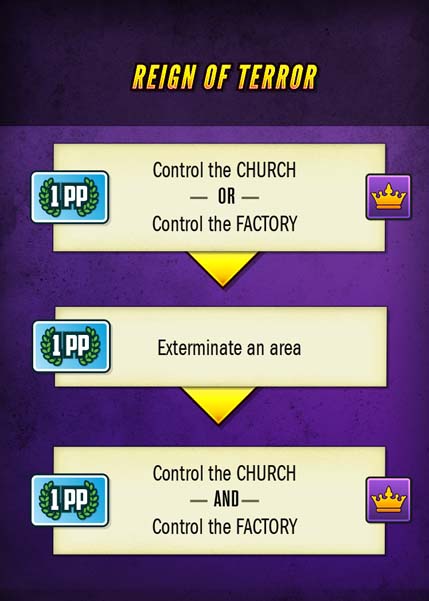 REIGN OF TERROR
Control the CHURCH
— OR —
1 PP
Control the FACTORY
1 PP
Exterminate an area
Control the CHURCH
— AND —
1 PP
Control the FACTORY